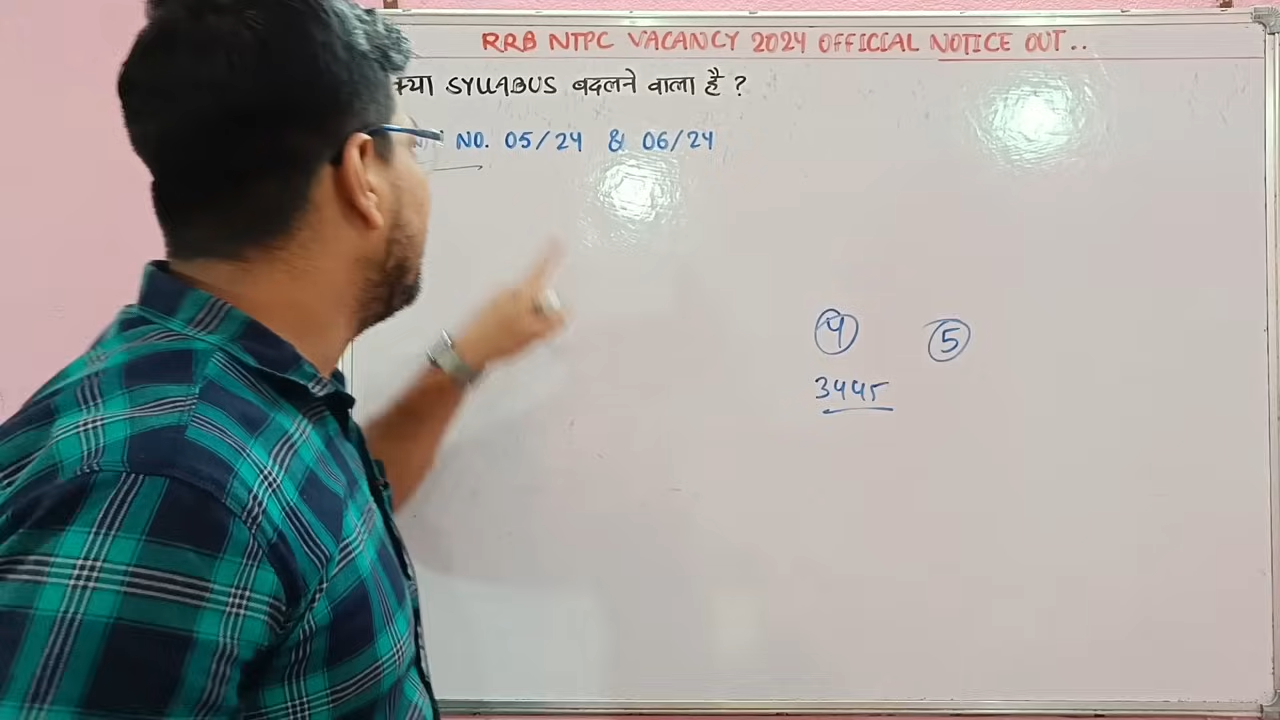 RRB NTPC VACANCY 2024 OFFICIAL NOTICE OUT..
क्या SYLLABUS बदलने वाला है ?
NO. 05/24 & 06/24
4 5
3445